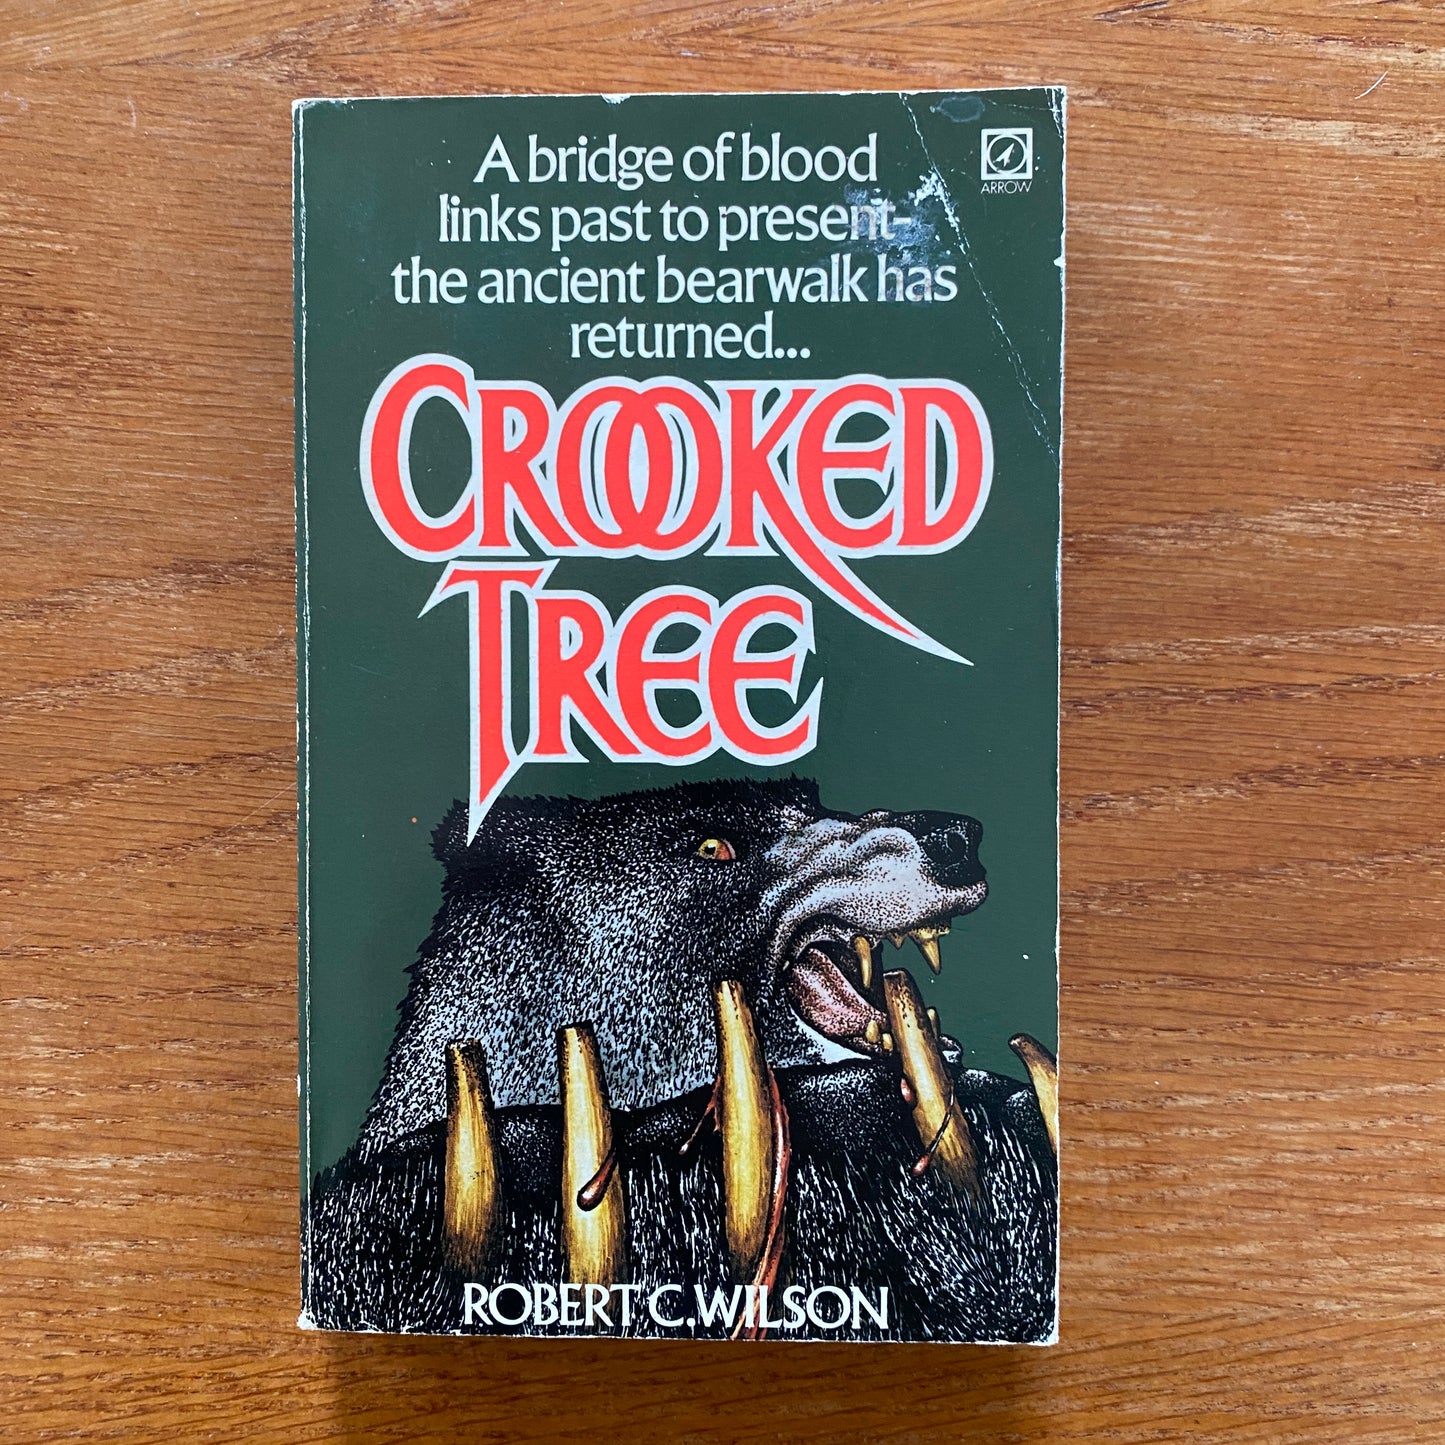 A bridge of blood
links past to present-
the ancient bearwalk has
returned...
ARROW
CROOKED
TREE
ROBERT C. WILSON